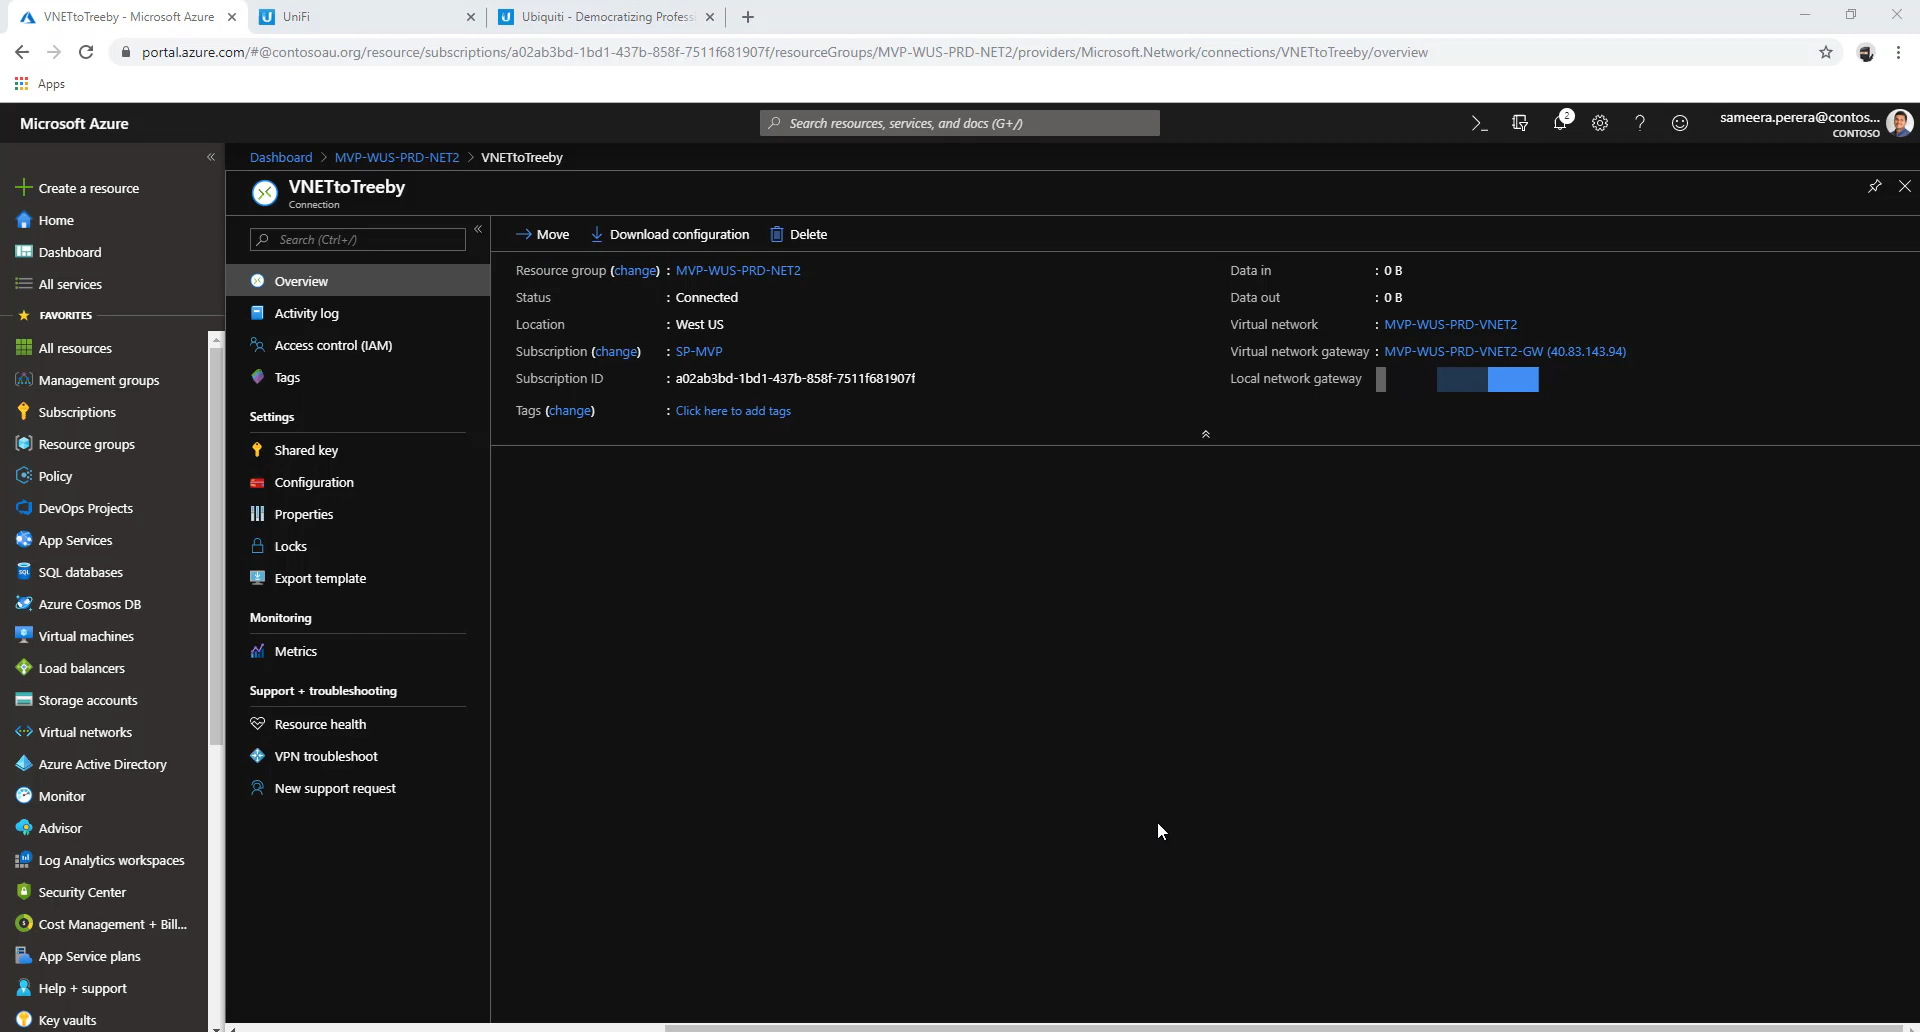 VNETtoTreeby - Microsoft Azure
UniFi
Ubiquiti - Democratizing Profess
portal.azure.com/#@contosoau.org/resource/subscriptions/a02ab3bd-1bd1-437b-858f-7511f681907f/resourceGroups/MVP-WUS-PRD-NET2/providers/Microsoft.Network/connections/VNETtoTreeby/overview
Apps
Microsoft Azure
Search resources, services, and docs (G+/)
2
sameera.perera@contos...
CONTOSO
Dashboard > MVP-WUS-PRD-NET2 > VNETtoTreeby
VNETtoTreeby
Connection
Create a resource
Home
Dashboard
All services
FAVORITES
All resources
Management groups
Subscriptions
Resource groups
Policy
DevOps Projects
App Services
SQL databases
Azure Cosmos DB
Virtual machines
Load balancers
Storage accounts
Virtual networks
Azure Active Directory
Monitor
Advisor
Log Analytics workspaces
Security Center
Cost Management + Bill...
App Service plans
Help + support
Key vaults
Search (Ctrl+/)
Overview
Activity log
Access control (IAM)
Tags
Settings
Shared key
Configuration
Properties
Locks
Export template
Monitoring
Metrics
Support + troubleshooting
Resource health
VPN troubleshoot
New support request
Move
Download configuration
Delete
Resource group (change) : MVP-WUS-PRD-NET2
Status : Connected
Location : West US
Subscription (change) : SP-MVP
Subscription ID : a02ab3bd-1bd1-437b-858f-7511f681907f
Tags (change) : Click here to add tags
Data in : 0 B
Data out : 0 B
Virtual network : MVP-WUS-PRD-VNET2
Virtual network gateway : MVP-WUS-PRD-VNET2-GW (40.83.143.94)
Local network gateway